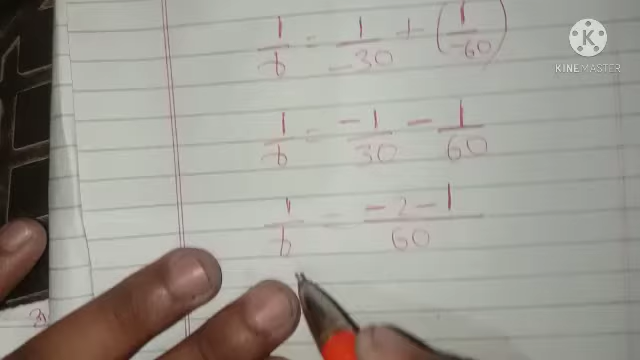 1/b = 1/-30 + (1/-60)
1/b = -1/30 - 1/60
1/b = -2-1/60
K
KINEMASTER